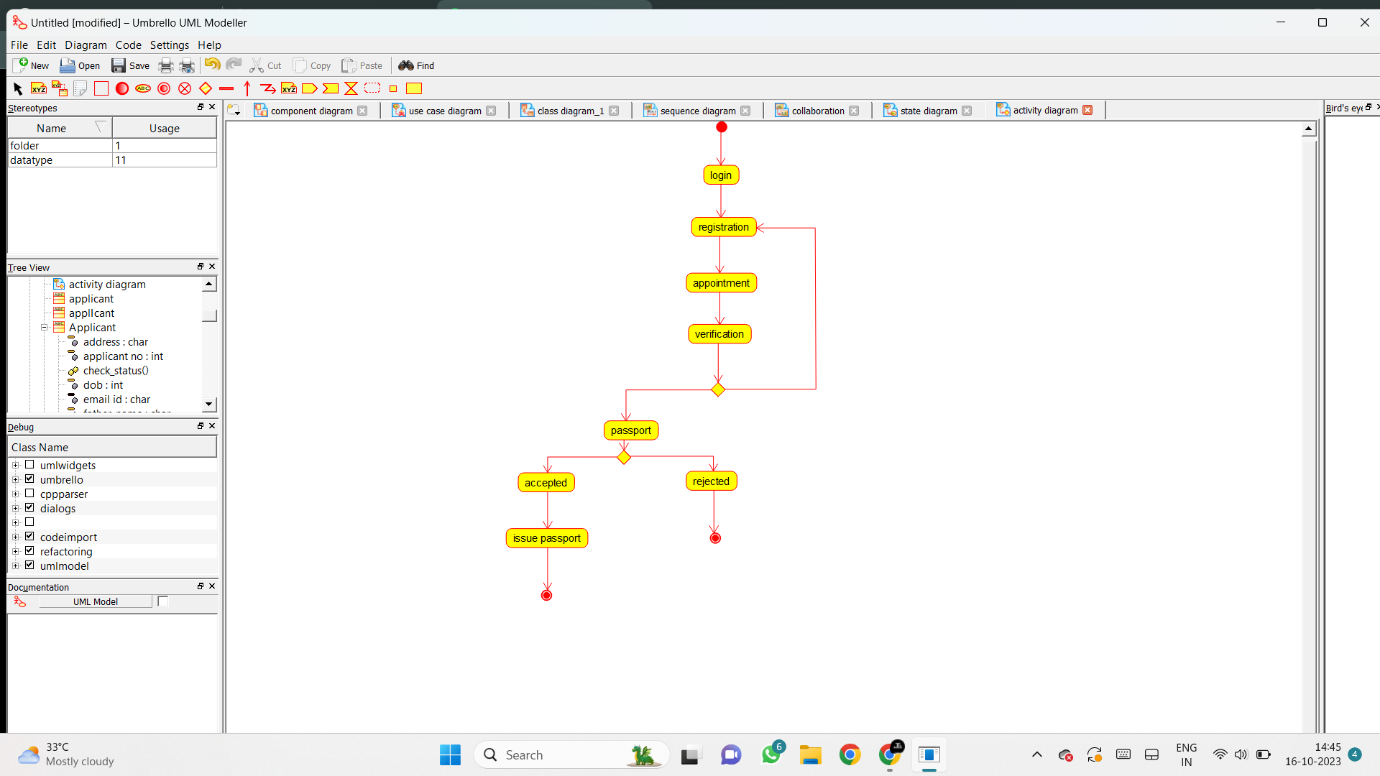 Untitled [modified] – Umbrello UML Modeller
File Edit Diagram Code Settings Help
New Open Save Cut Copy Paste Find
Stereotypes
Name Usage
folder 1
datatype 11
Tree View
activity diagram
applicant
applIcant
Applicant
address : char
applicant no : int
check_status()
dob : int
email id : char
Debug
Class Name
umlwidgets
umbrello
cppparser
dialogs
codeimport
refactoring
umlmodel
Documentation
UML Model
component diagram use case diagram class diagram_1 sequence diagram collaboration state diagram activity diagram
Bird's eye
login
registration
appointment
verification
passport
accepted
rejected
issue passport
33°C
Mostly cloudy
Search
6
ENG
IN
14:45
16-10-2023
4